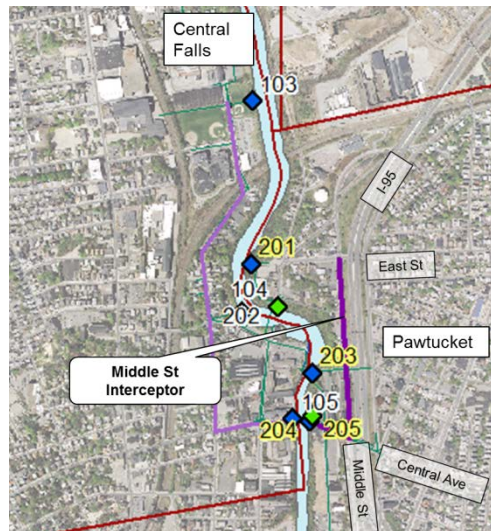 Central
Falls
103
I-95
201
East St
104
202
Pawtucket
Middle St
Interceptor
203
105
204
205
Central Ave
Middle St